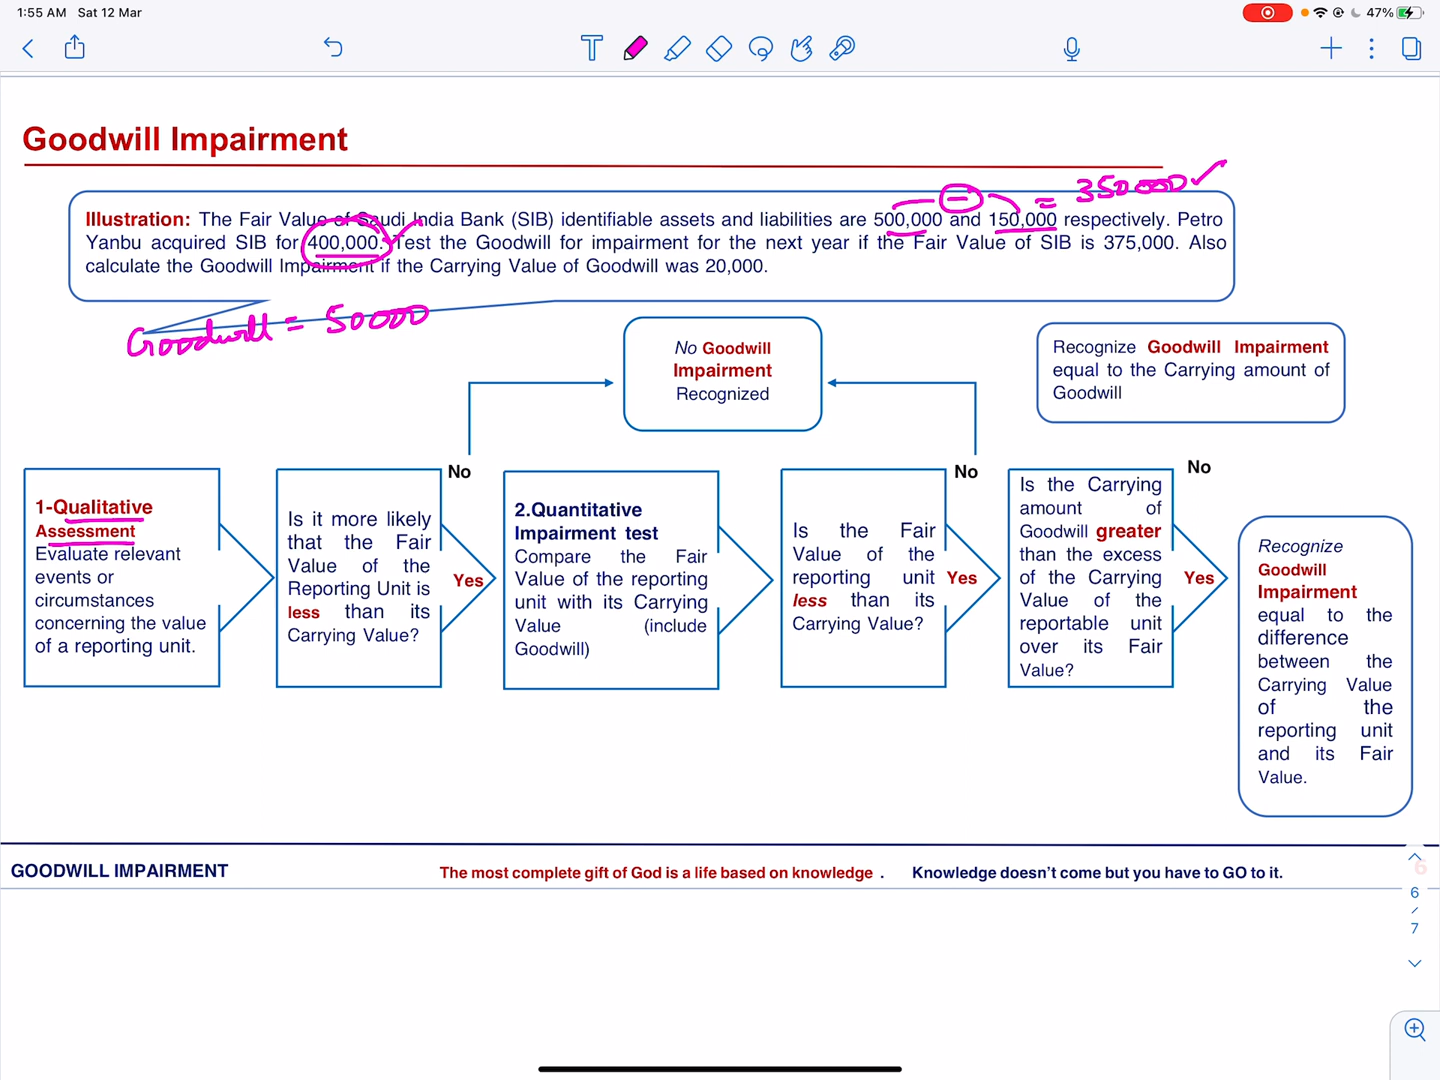 1:55 AM Sat 12 Mar
47%
Goodwill Impairment
= 350000
Illustration: The Fair Value of Saudi India Bank (SIB) identifiable assets and liabilities are 500,000 and 150,000 respectively. Petro
Yanbu acquired SIB for 400,000. Test the Goodwill for impairment for the next year if the Fair Value of SIB is 375,000. Also
calculate the Goodwill Impairment if the Carrying Value of Goodwill was 20,000.
Goodwill = 50000
No Goodwill
Impairment
Recognized
Recognize Goodwill Impairment
equal to the Carrying amount of
Goodwill
1-Qualitative
Assessment
Evaluate relevant
events or
circumstances
concerning the value
of a reporting unit.
Is it more likely
that the Fair
Value of the
Reporting Unit is
less than its
Carrying Value?
No
Yes
2.Quantitative
Impairment test
Compare the Fair
Value of the reporting
unit with its Carrying
Value (include
Goodwill)
Is the Fair
Value of the
reporting unit
less than its
Carrying Value?
No
Yes
Is the Carrying
amount of
Goodwill greater
than the excess
of the Carrying
Value of the
reportable unit
over its Fair
Value?
No
Yes
Recognize
Goodwill
Impairment
equal to the
difference
between the
Carrying Value
of the
reporting unit
and its Fair
Value.
GOODWILL IMPAIRMENT
The most complete gift of God is a life based on knowledge .
Knowledge doesn't come but you have to GO to it.
6
6
/
7